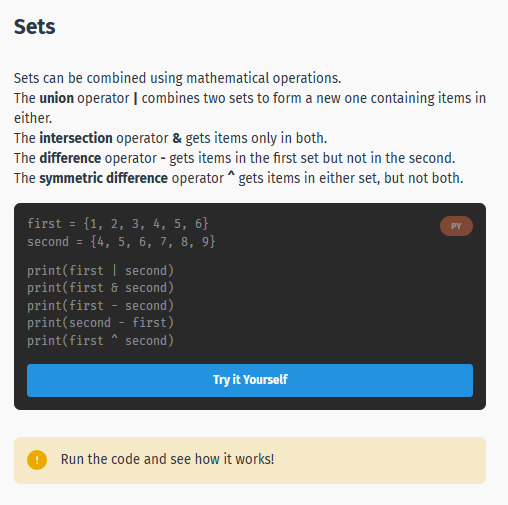 Sets
Sets can be combined using mathematical operations.
The union operator | combines two sets to form a new one containing items in
either.
The intersection operator & gets items only in both.
The difference operator - gets items in the first set but not in the second.
The symmetric difference operator ^ gets items in either set, but not both.
first = {1, 2, 3, 4, 5, 6}
PY
second = {4, 5, 6, 7, 8, 9}
print(first | second)
print(first & second)
print(first - second)
print(second - first)
print(first ^ second)
Try it Yourself
! Run the code and see how it works!